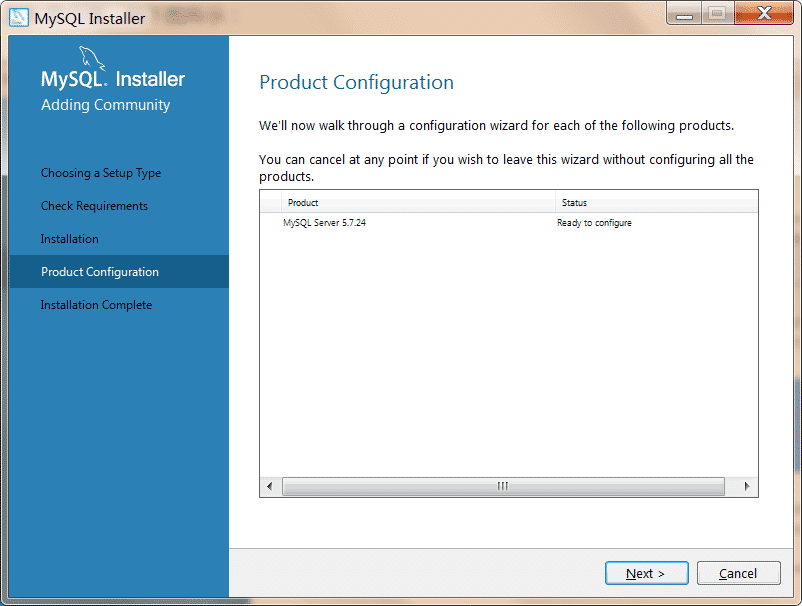 MySQL Installer
MySQL. Installer
Adding Community
Choosing a Setup Type
Check Requirements
Installation
Product Configuration
Installation Complete
Product Configuration
We'll now walk through a configuration wizard for each of the following products.
You can cancel at any point if you wish to leave this wizard without configuring all the
products.
Product Status
MySQL Server 5.7.24 Ready to configure
Next > Cancel